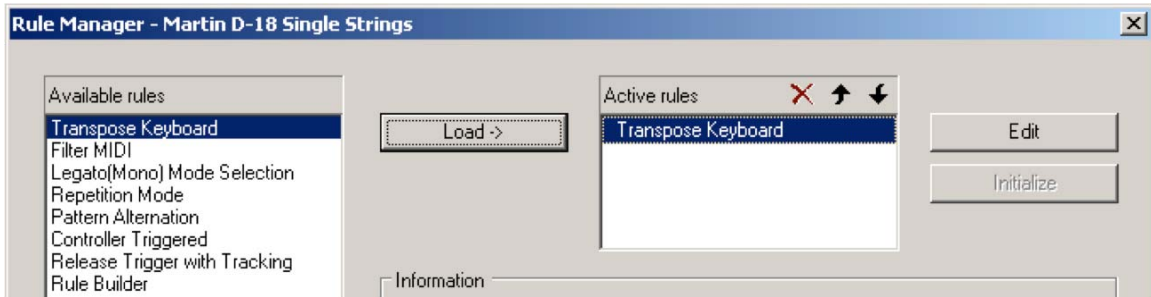 Rule Manager - Martin D-18 Single Strings
Available rules
Transpose Keyboard
Filter MIDI
Legato(Mono) Mode Selection
Repetition Mode
Pattern Alternation
Controller Triggered
Release Trigger with Tracking
Rule Builder
Load ->
Active rules
Transpose Keyboard
Edit
Initialize
Information